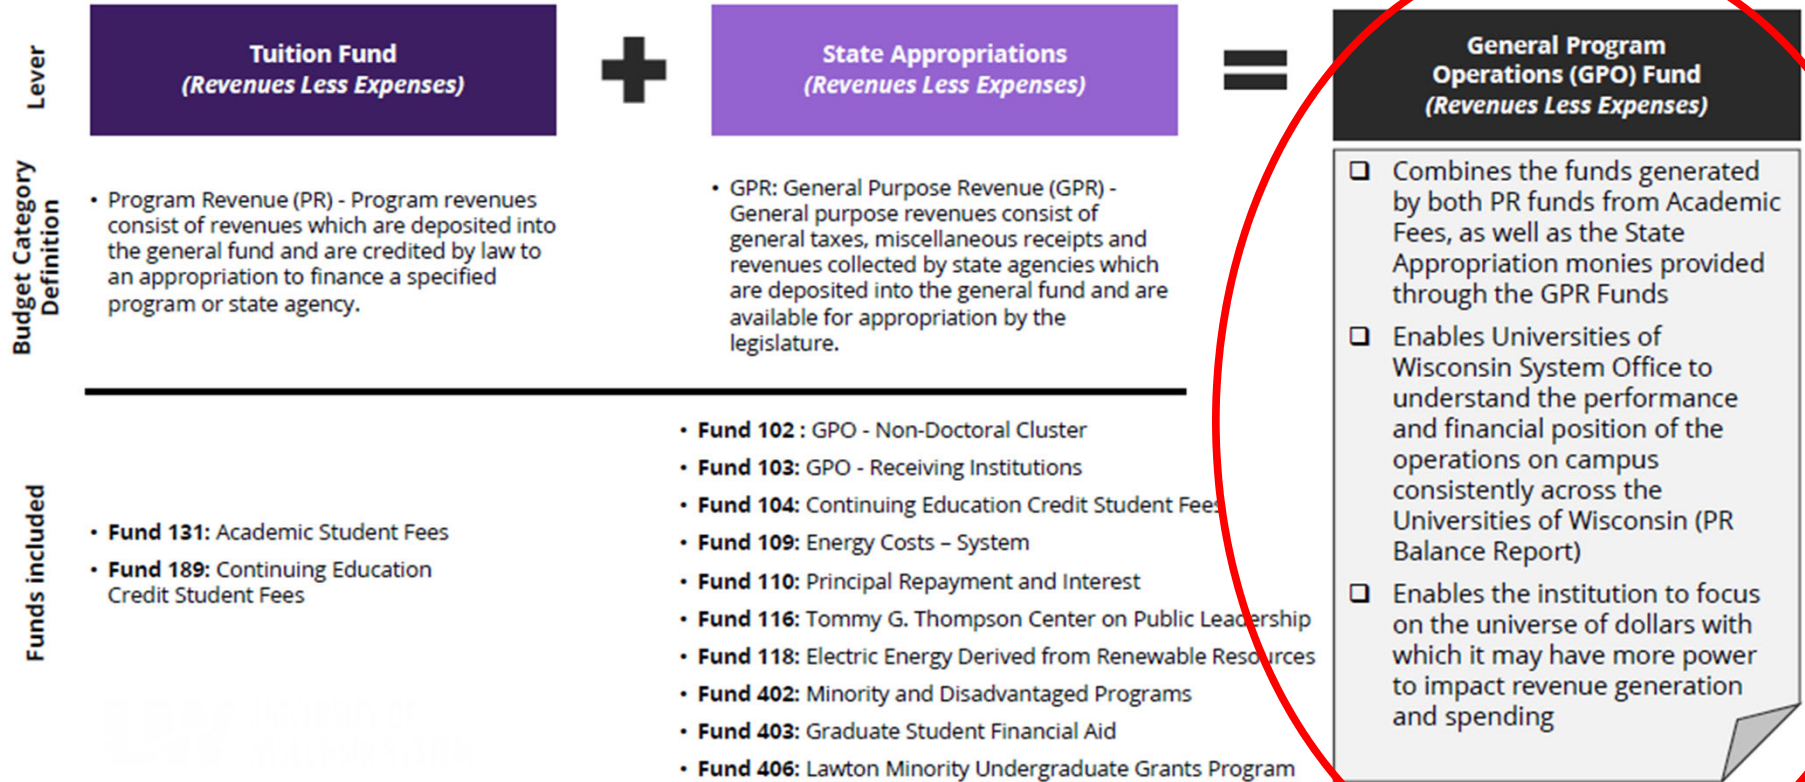 Lever
Tuition Fund
(Revenues Less Expenses)
State Appropriations
(Revenues Less Expenses)
General Program
Operations (GPO) Fund
(Revenues Less Expenses)
Budget Category
Definition
• Program Revenue (PR) - Program revenues
consist of revenues which are deposited into
the general fund and are credited by law to
an appropriation to finance a specified
program or state agency.
• GPR: General Purpose Revenue (GPR) -
General purpose revenues consist of
general taxes, miscellaneous receipts and
revenues collected by state agencies which
are deposited into the general fund and are
available for appropriation by the
legislature.
Funds included
• Fund 131: Academic Student Fees
• Fund 189: Continuing Education
Credit Student Fees
• Fund 102 : GPO - Non-Doctoral Cluster
• Fund 103: GPO - Receiving Institutions
• Fund 104: Continuing Education Credit Student Fees
• Fund 109: Energy Costs – System
• Fund 110: Principal Repayment and Interest
• Fund 116: Tommy G. Thompson Center on Public Leadership
• Fund 118: Electric Energy Derived from Renewable Resources
• Fund 402: Minority and Disadvantaged Programs
• Fund 403: Graduate Student Financial Aid
• Fund 406: Lawton Minority Undergraduate Grants Program
❑ Combines the funds generated
by both PR funds from Academic
Fees, as well as the State
Appropriation monies provided
through the GPR Funds
❑ Enables Universities of
Wisconsin System Office to
understand the performance
and financial position of the
operations on campus
consistently across the
Universities of Wisconsin (PR
Balance Report)
❑ Enables the institution to focus
on the universe of dollars with
which it may have more power
to impact revenue generation
and spending